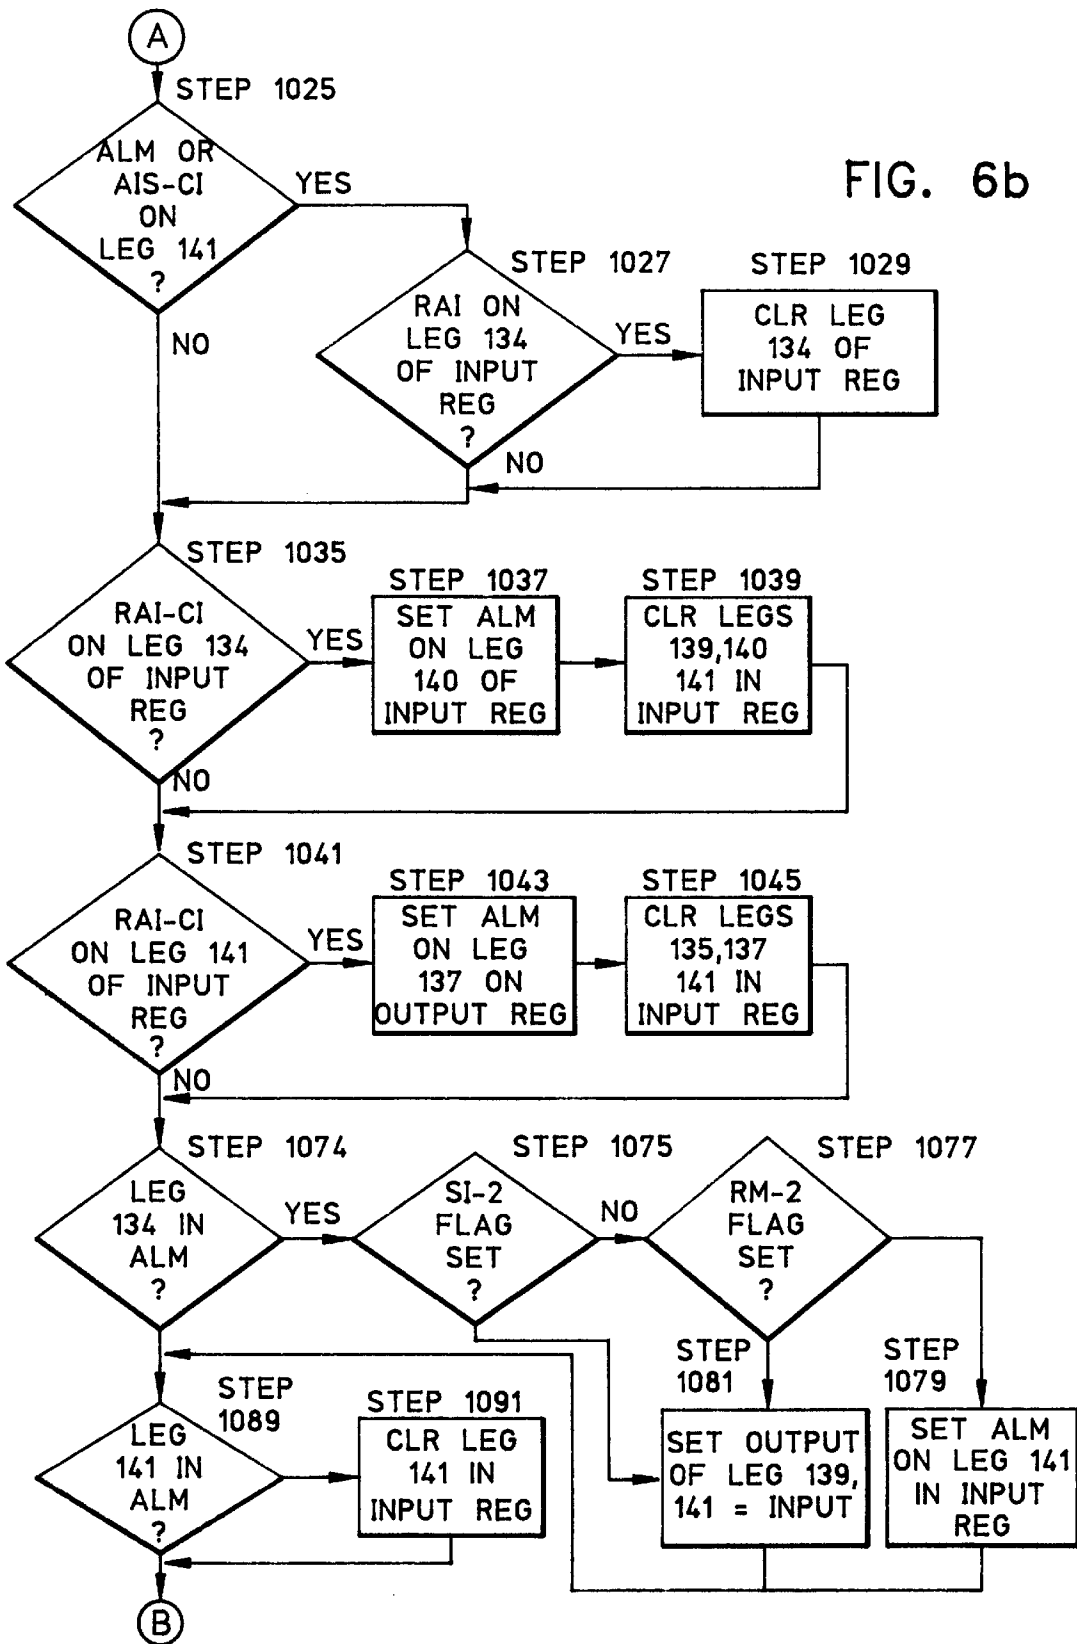 A
STEP 1025
ALM OR
AIS-CI
ON
LEG 141
?
YES
NO
FIG. 6b
STEP 1027
RAI ON
LEG 134
OF INPUT
REG
?
YES
NO
STEP 1029
CLR LEG
134 OF
INPUT REG
STEP 1035
RAI-CI
ON LEG 134
OF INPUT
REG
?
YES
NO
STEP 1037
SET ALM
ON LEG
140 OF
INPUT REG
STEP 1039
CLR LEGS
139,140
141 IN
INPUT REG
STEP 1041
RAI-CI
ON LEG 141
OF INPUT
REG
?
YES
NO
STEP 1043
SET ALM
ON LEG
137 ON
OUTPUT REG
STEP 1045
CLR LEGS
135,137
141 IN
INPUT REG
STEP 1074
LEG
134 IN
ALM
?
YES
STEP 1075
SI-2
FLAG
SET
?
NO
STEP 1077
RM-2
FLAG
SET
?
STEP
1081
SET OUTPUT
OF LEG 139,
141 = INPUT
STEP
1079
SET ALM
ON LEG 141
IN INPUT
REG
STEP
1089
LEG
141 IN
ALM
?
STEP 1091
CLR LEG
141 IN
INPUT REG
B